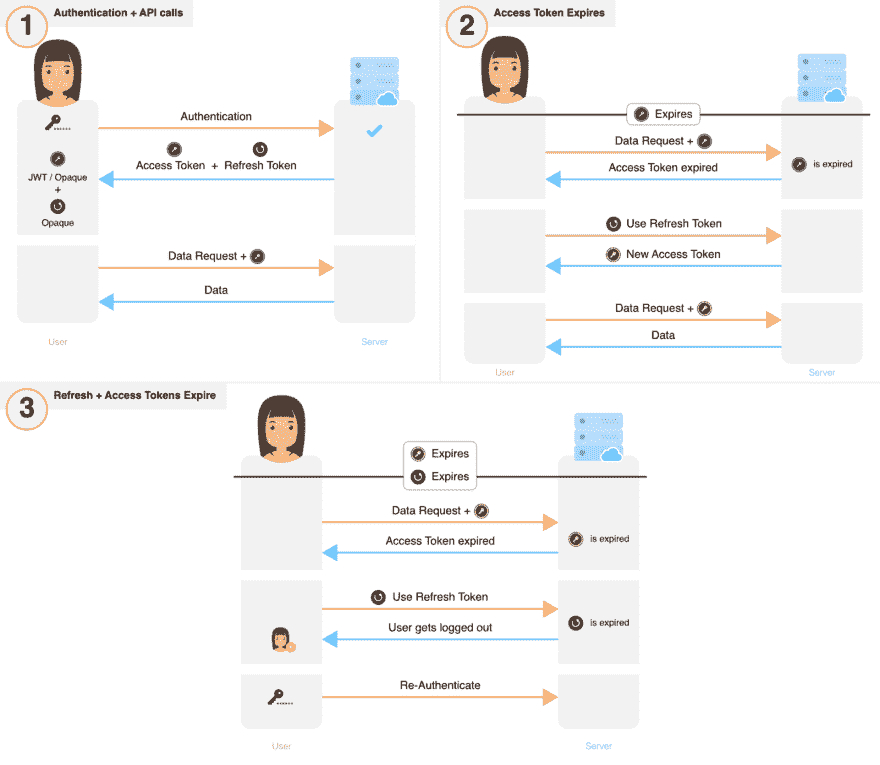 1
Authentication + API calls
Authentication
Access Token + Refresh Token
JWT / Opaque
+
Opaque
Data Request +
Data
User
Server
2
Access Token Expires
Expires
Data Request +
Access Token expired
is expired
Use Refresh Token
New Access Token
Data Request +
Data
User
Server
3
Refresh + Access Tokens Expire
Expires
Expires
Data Request +
Access Token expired
is expired
Use Refresh Token
User gets logged out
is expired
Re-Authenticate
User
Server